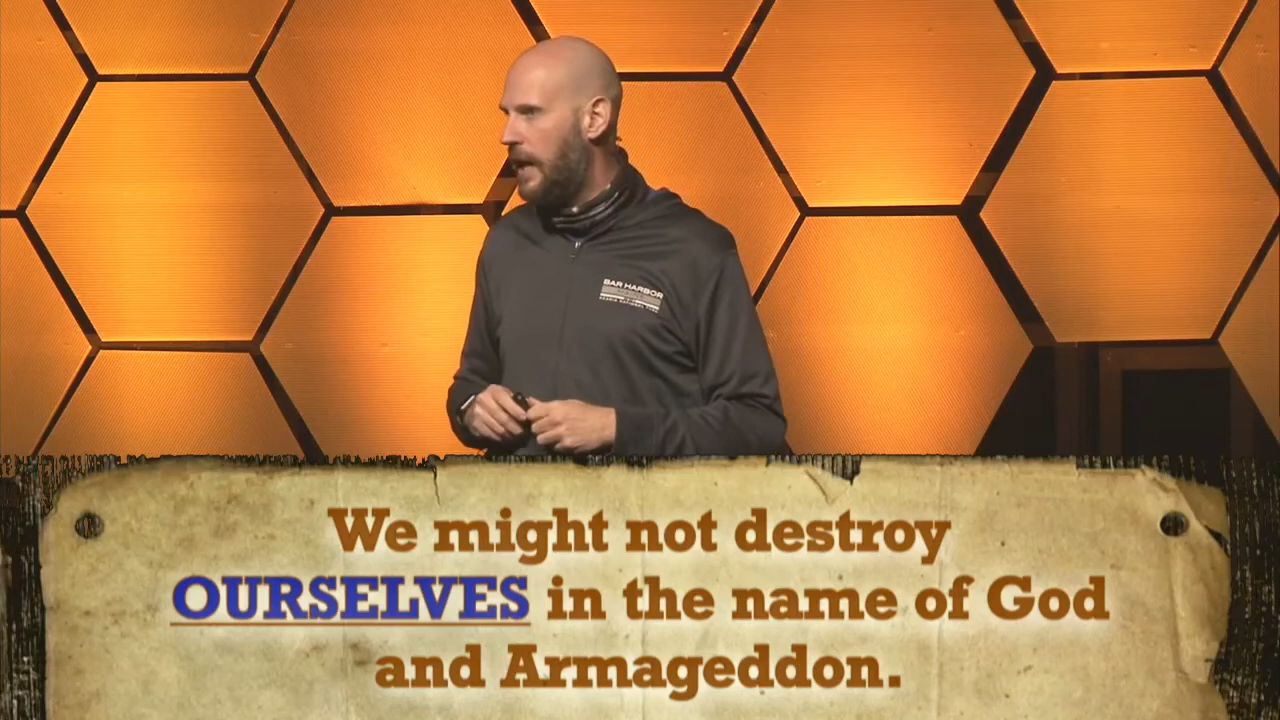 BAR HARBOR
We might not destroy
OURSELVES in the name of God
and Armageddon.